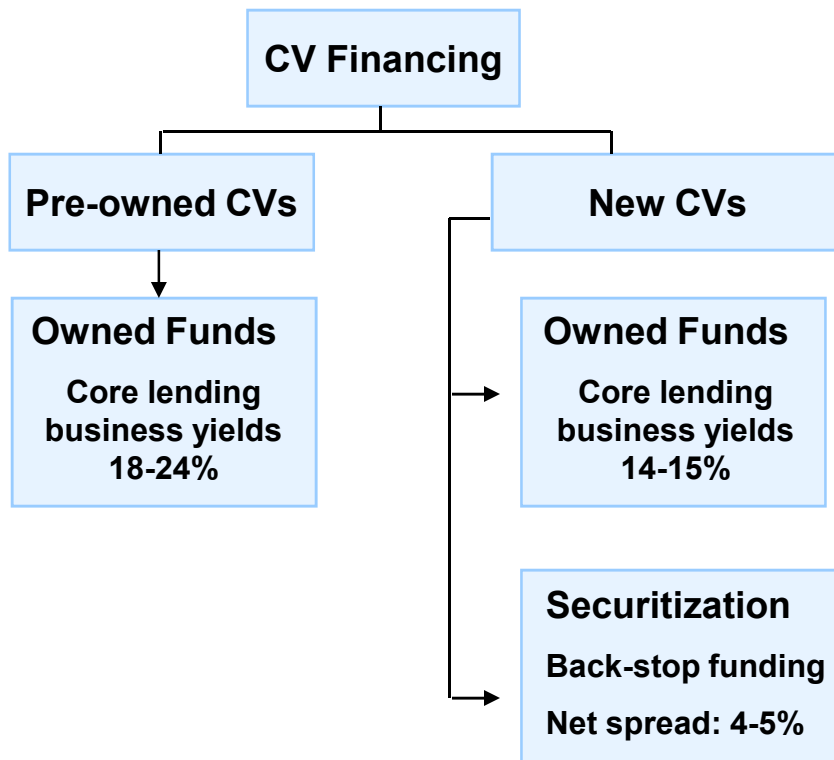 CV Financing
Pre-owned CVs
New CVs
Owned Funds
Core lending
business yields
18-24%
Owned Funds
Core lending
business yields
14-15%
Securitization
Back-stop funding
Net spread: 4-5%